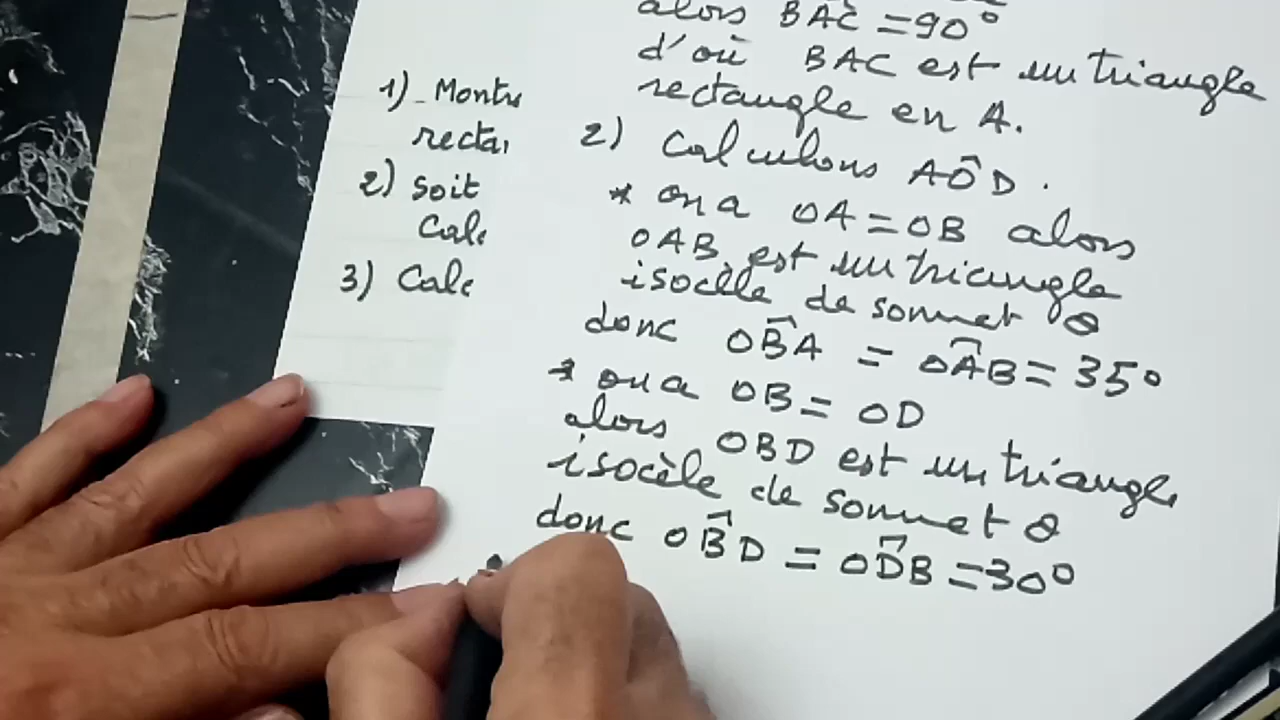 alors BÂC = 90°
d'où BAC est un triangle
rectangle en A.
2) Calculons AÔD.
* on a OA = OB alors
OAB est un triangle
isocèle de sommet O
donc OB̂A = OÂB = 35°
* on a OB = OD
alors OBD est un triangle
isocèle de sommet O
donc OB̂D = OD̂B = 30°
1) - Montr
recta
2) Soit
Calc
3) Calc